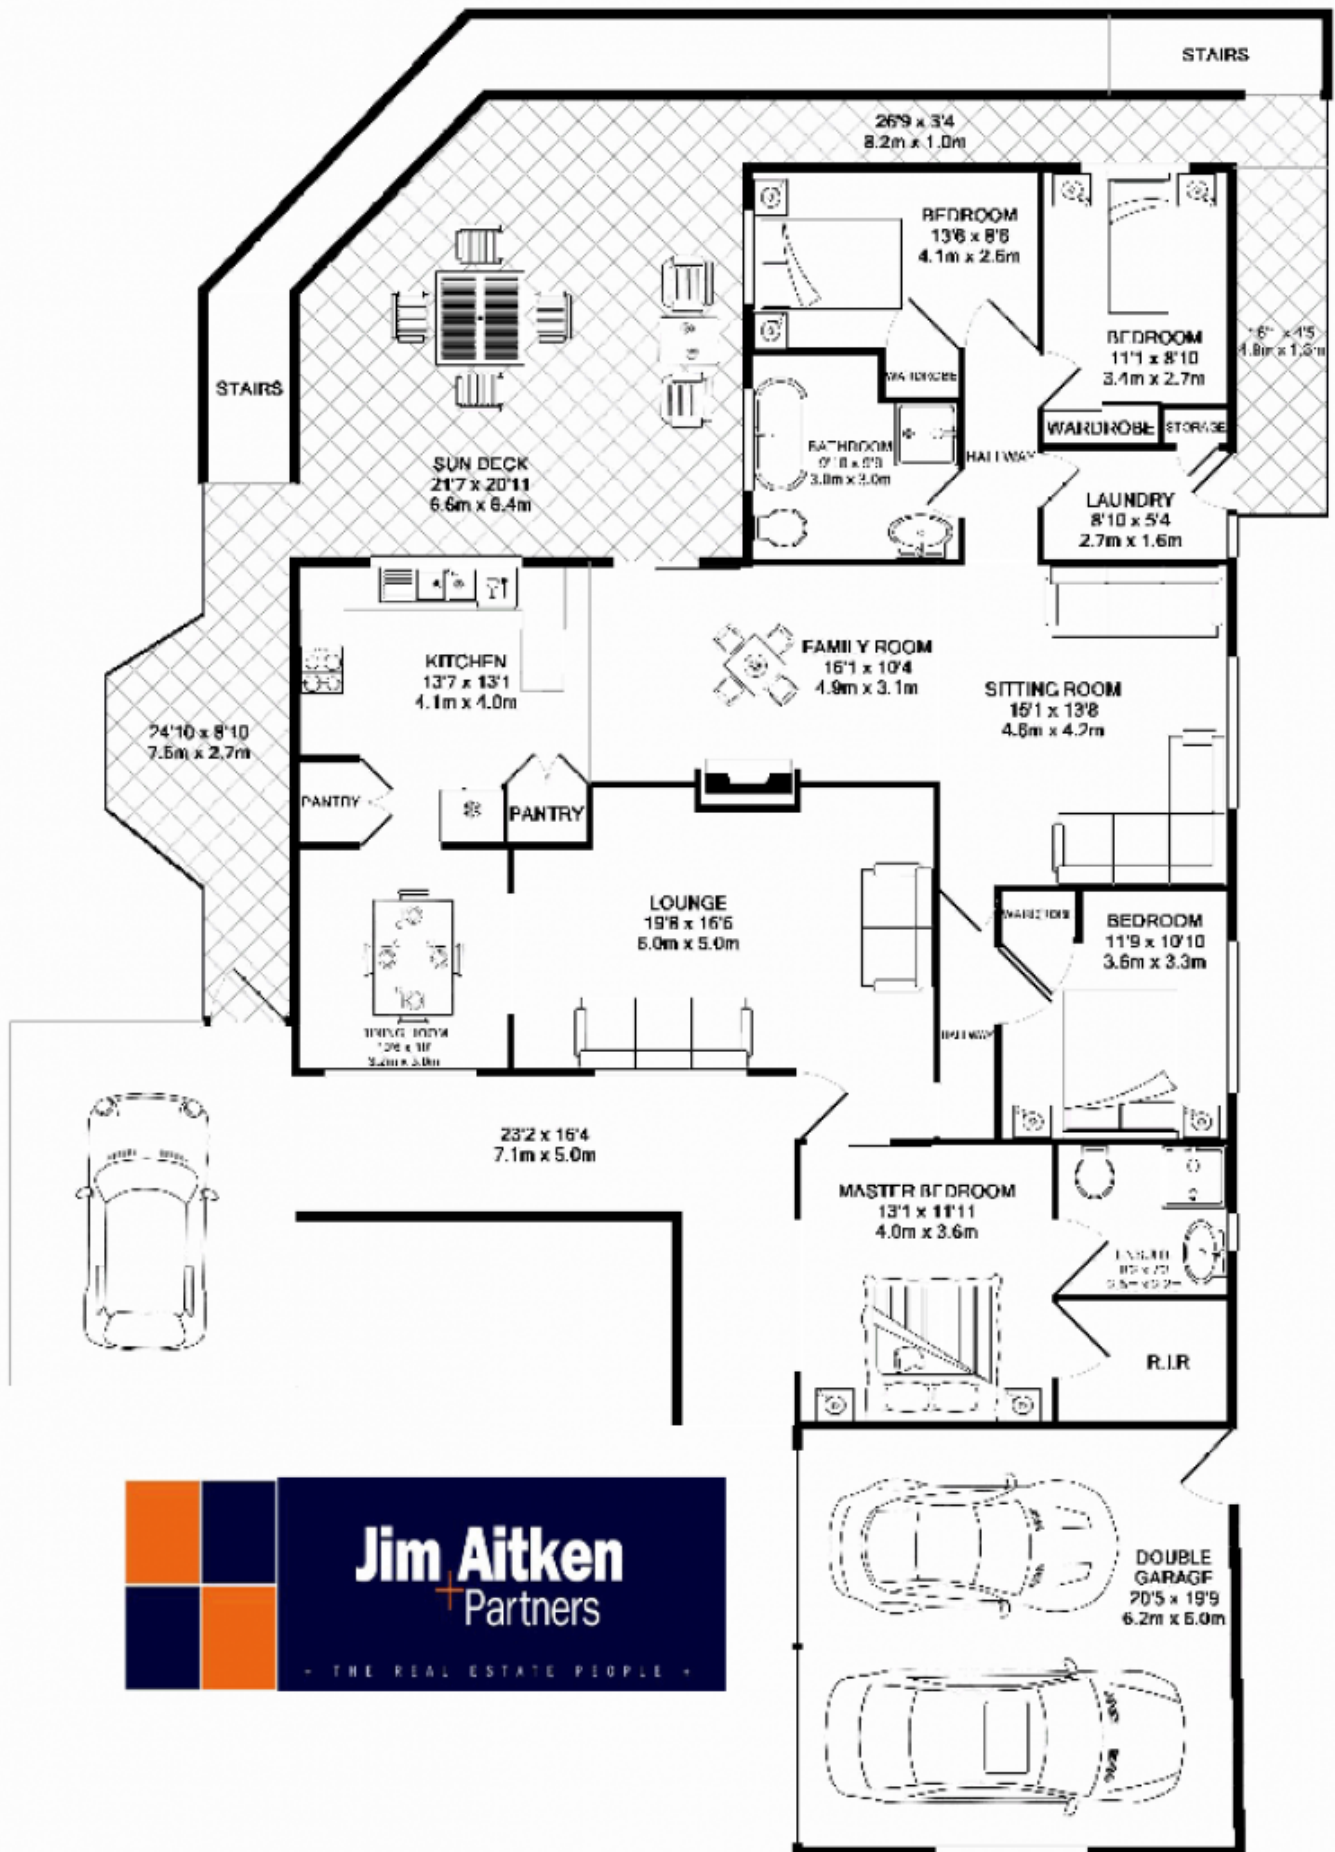 STAIRS
26'9 x 3'4
8.2m x 1.0m
BEDROOM
13'6 x 8'6
4.1m x 2.6m
BEDROOM
11'1 x 8'10
3.4m x 2.7m
4'5
STAIRS
WARDROBE
WARDROBE
STORAGE
BATHROOM
3.0m x 3.0m
HALLWAY
SUN DECK
21'7 x 20'11
6.6m x 6.4m
LAUNDRY
8'10 x 5'4
2.7m x 1.6m
KITCHEN
13'7 x 13'1
4.1m x 4.0m
FAMILY ROOM
16'1 x 10'4
4.9m x 3.1m
SITTING ROOM
15'1 x 13'8
4.6m x 4.2m
24'10 x 8'10
7.6m x 2.7m
PANTRY
PANTRY
LOUNGE
19'8 x 16'5
6.0m x 5.0m
BEDROOM
11'9 x 10'10
3.6m x 3.3m
HALLWAY
23'2 x 16'4
7.1m x 5.0m
MASTER BEDROOM
13'1 x 11'11
4.0m x 3.6m
R.I.R
DOUBLE
GARAGE
20'5 x 19'9
6.2m x 6.0m
Jim Aitken
+ Partners
- THE REAL ESTATE PEOPLE -